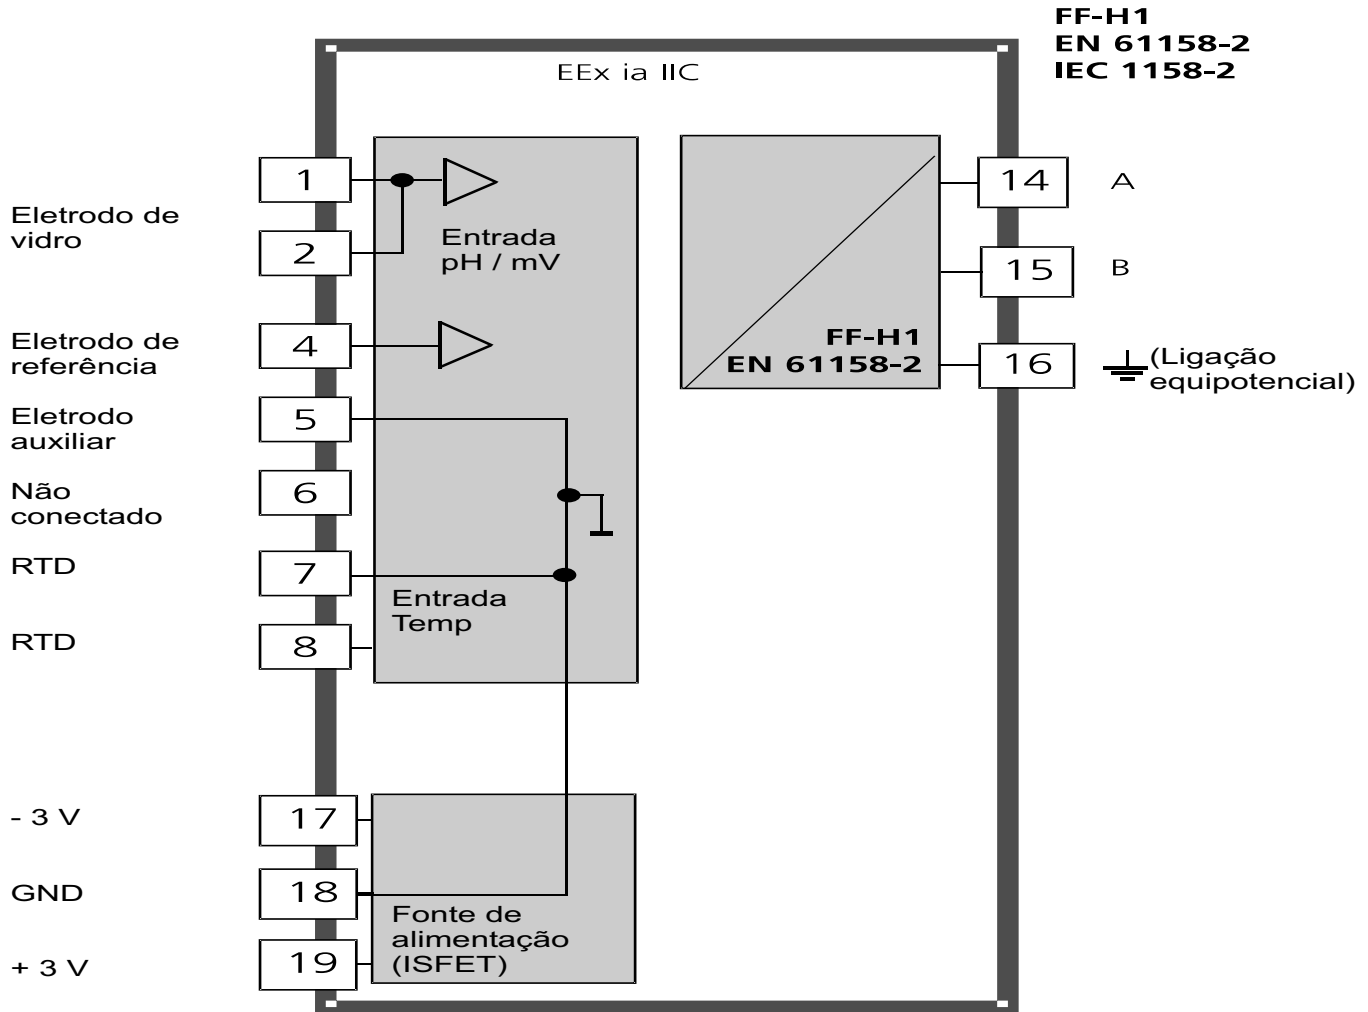 FF-H1
EN 61158-2
IEC 1158-2
EEx ia IIC
Eletrodo de
vidro
1
2
Entrada
pH / mV
Eletrodo de
referência
4
Eletrodo
auxiliar
5
Não
conectado
6
RTD
7
Entrada
Temp
RTD
8
14
A
15
B
FF-H1
EN 61158-2
16
(Ligação
equipotencial)
- 3 V
17
GND
18
Fonte de
alimentação
(ISFET)
+ 3 V
19